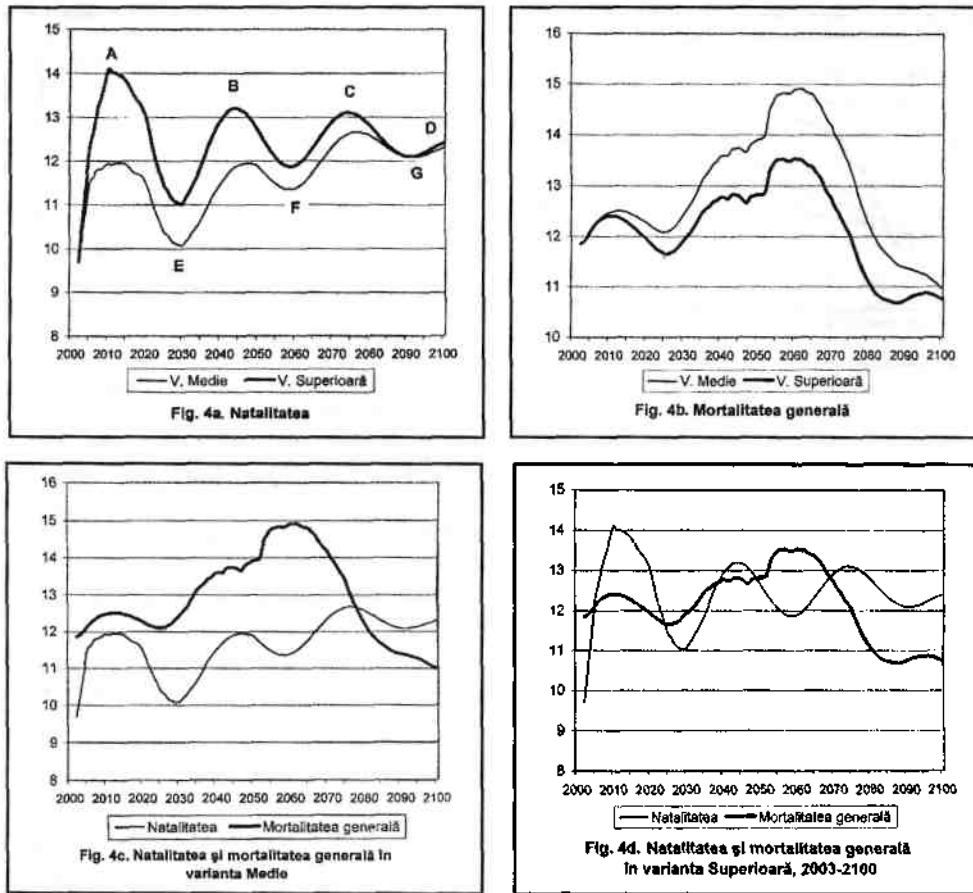 15
14
13
12
11
10
9
8
A
B
C
D
E
F
G
2000 2010 2020 2030 2040 2050 2060 2070 2080 2090 2100
V. Medie V. Superioară
Fig. 4a. Natalitatea
16
15
14
13
12
11
10
2000 2010 2020 2030 2040 2050 2060 2070 2080 2090 2100
V. Medie V. Superioară
Fig. 4b. Mortalitatea generală
16
15
14
13
12
11
10
9
8
2000 2010 2020 2030 2040 2050 2060 2070 2080 2090 2100
Natalitatea Mortalitatea generală
Fig. 4c. Natalitatea şi mortalitatea generală în
varianta Medie
15
14
13
12
11
10
9
8
2000 2010 2020 2030 2040 2050 2060 2070 2080 2090 2100
Natalitatea Mortalitatea generală
Fig. 4d. Natalitatea şi mortalitatea generală
în varianta Superioară, 2003-2100